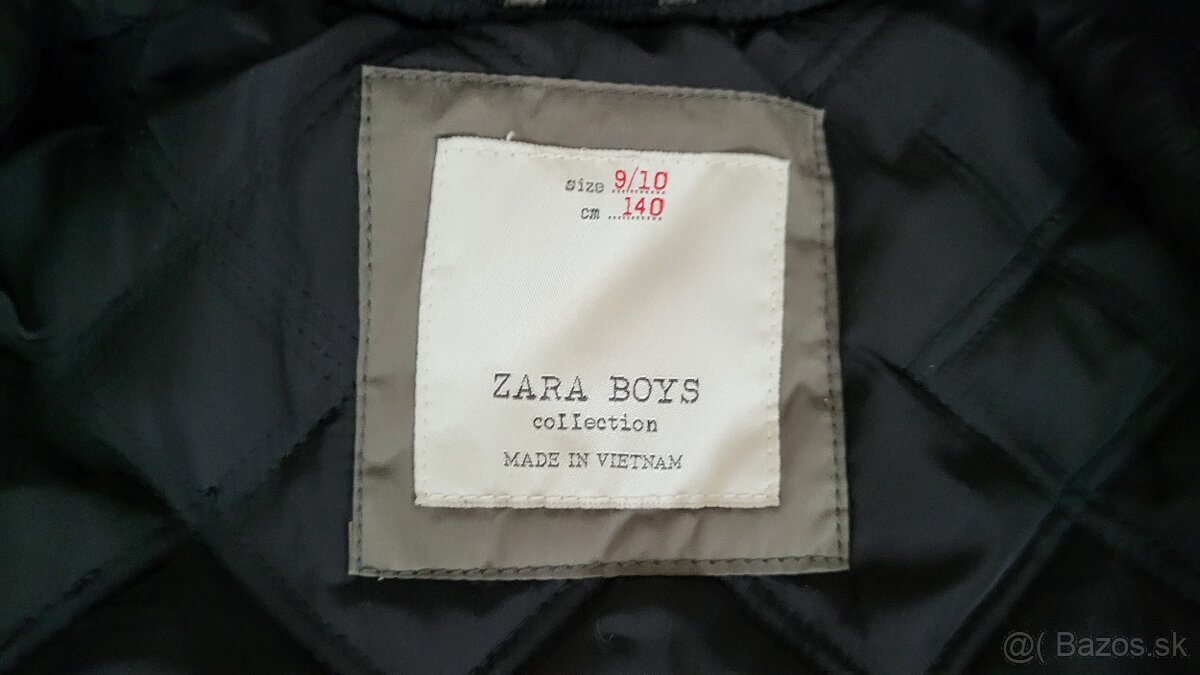 size 9/10
cm 140
ZARA BOYS
collection
MADE IN VIETNAM
@( Bazos.sk